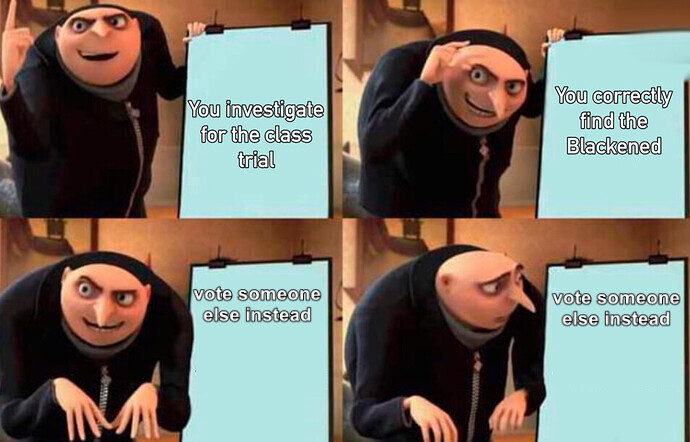 You investigate
for the class
trial
You correctly
find the
Blackened
vote someone
else instead
vote someone
else instead